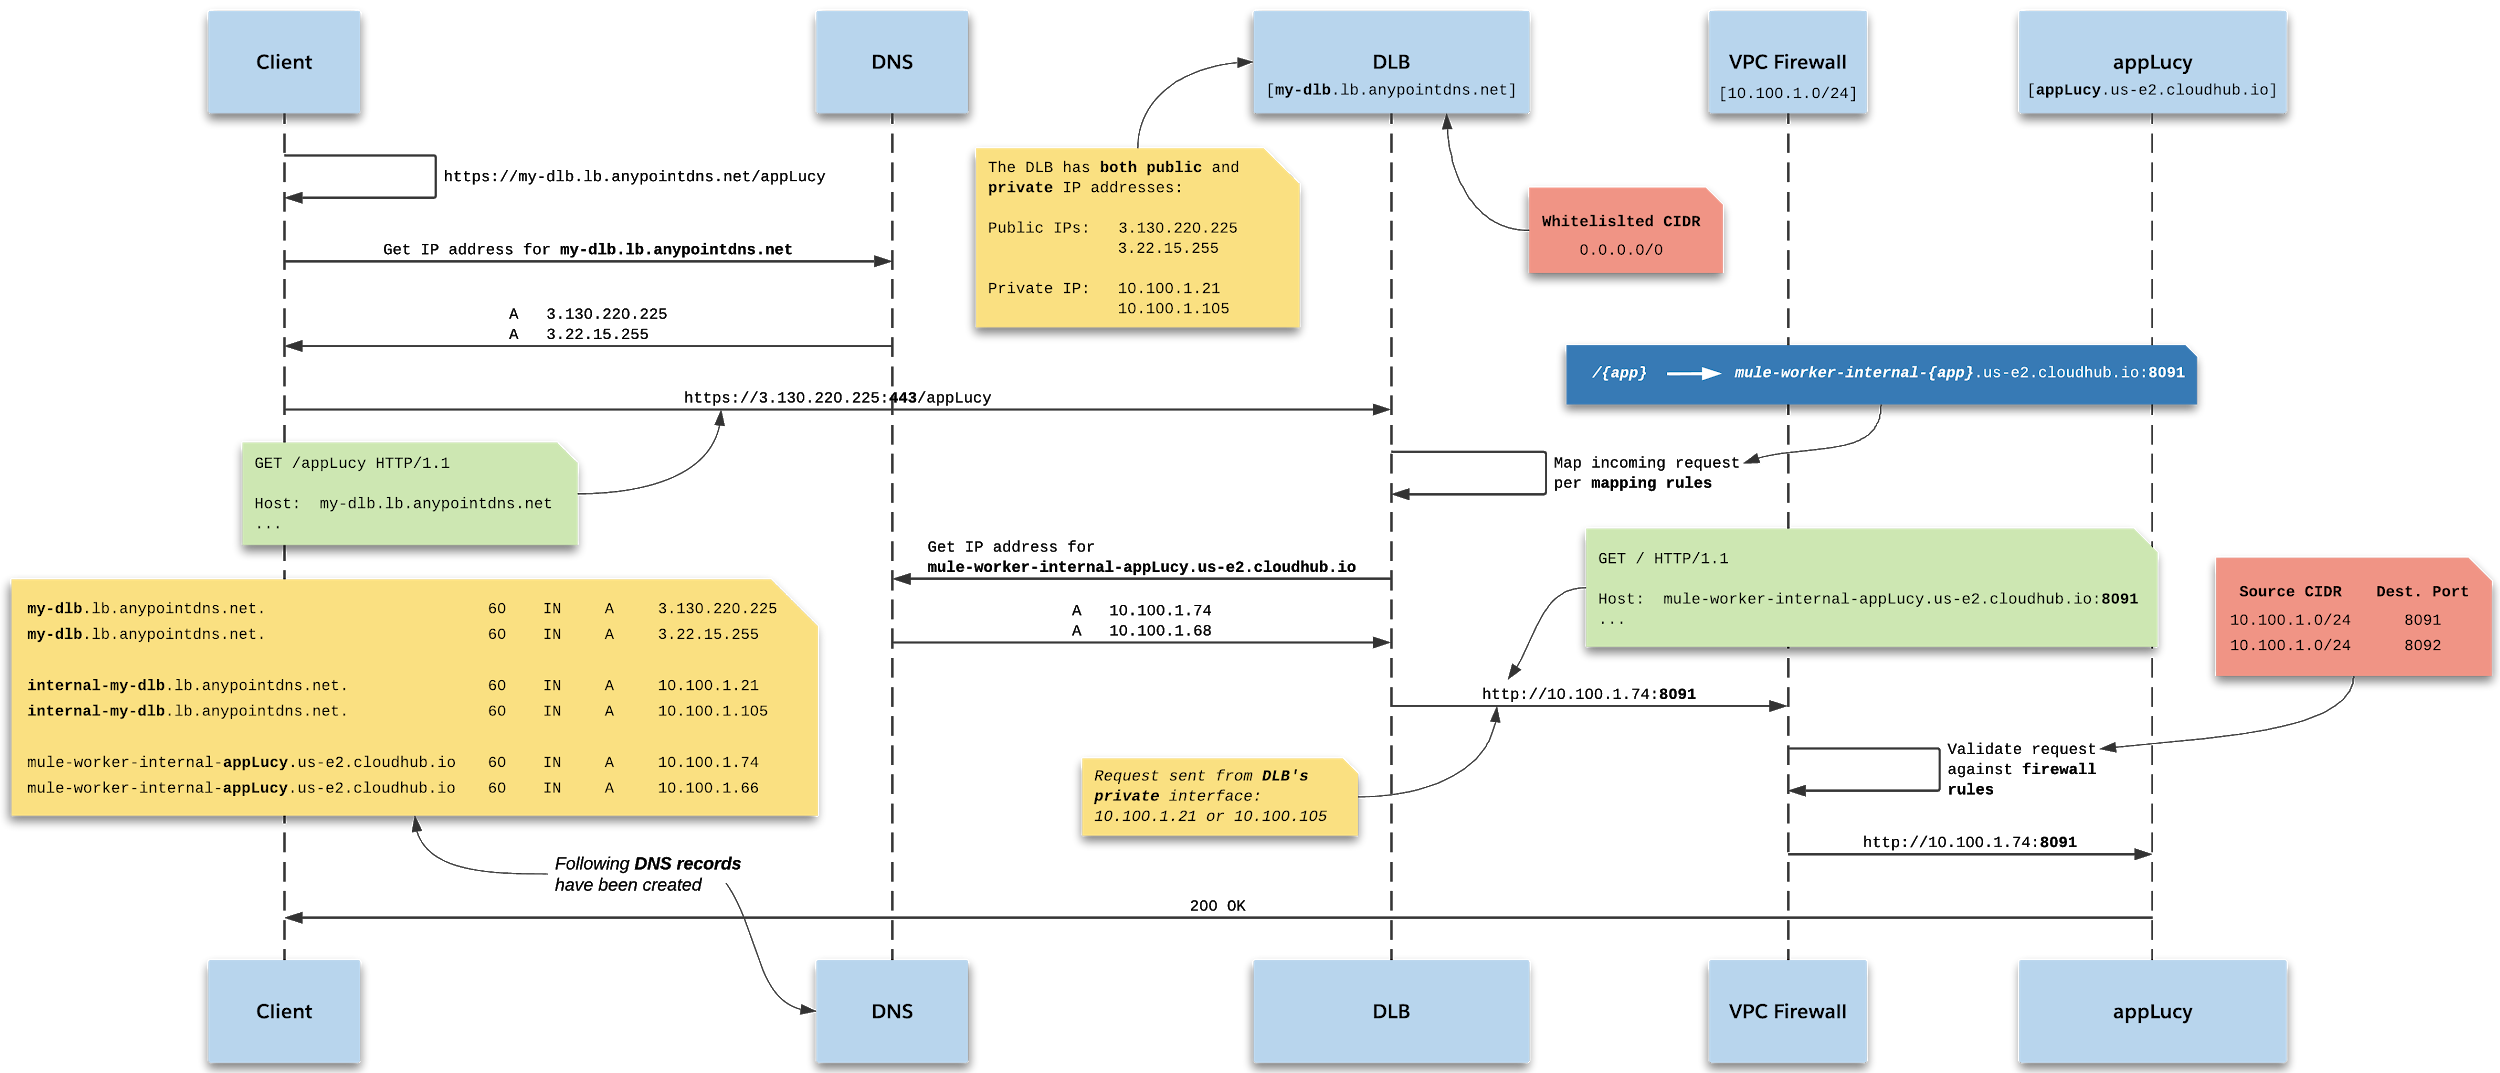 Client
DNS
DLB
[my-dlb.lb.anypointdns.net]
VPC Firewall
[10.100.1.0/24]
appLucy
[appLucy.us-e2.cloudhub.io]
https://my-dlb.lb.anypointdns.net/appLucy
The DLB has both public and
private IP addresses:
Public IPs: 3.130.220.225
3.22.15.255
Private IP: 10.100.1.21
10.100.1.105
Whitelislted CIDR
0.0.0.0/0
Get IP address for my-dlb.lb.anypointdns.net
A 3.130.220.225
A 3.22.15.255
/{app} mule-worker-internal-{app}.us-e2.cloudhub.io:8091
https://3.130.220.225:443/appLucy
GET /appLucy HTTP/1.1
Host: my-dlb.lb.anypointdns.net
...
Map incoming request
per mapping rules
Get IP address for
mule-worker-internal-appLucy.us-e2.cloudhub.io
A 10.100.1.74
A 10.100.1.68
GET / HTTP/1.1
Host: mule-worker-internal-appLucy.us-e2.cloudhub.io:8091
...
Source CIDR Dest. Port
10.100.1.0/24 8091
10.100.1.0/24 8092
my-dlb.lb.anypointdns.net. 60 IN A 3.130.220.225
my-dlb.lb.anypointdns.net. 60 IN A 3.22.15.255
internal-my-dlb.lb.anypointdns.net. 60 IN A 10.100.1.21
internal-my-dlb.lb.anypointdns.net. 60 IN A 10.100.1.105
mule-worker-internal-appLucy.us-e2.cloudhub.io 60 IN A 10.100.1.74
mule-worker-internal-appLucy.us-e2.cloudhub.io 60 IN A 10.100.1.66
http://10.100.1.74:8091
Request sent from DLB's
private interface:
10.100.1.21 or 10.100.105
Validate request
against firewall
rules
http://10.100.1.74:8091
Following DNS records
have been created
200 OK
Client
DNS
DLB
VPC Firewall
appLucy